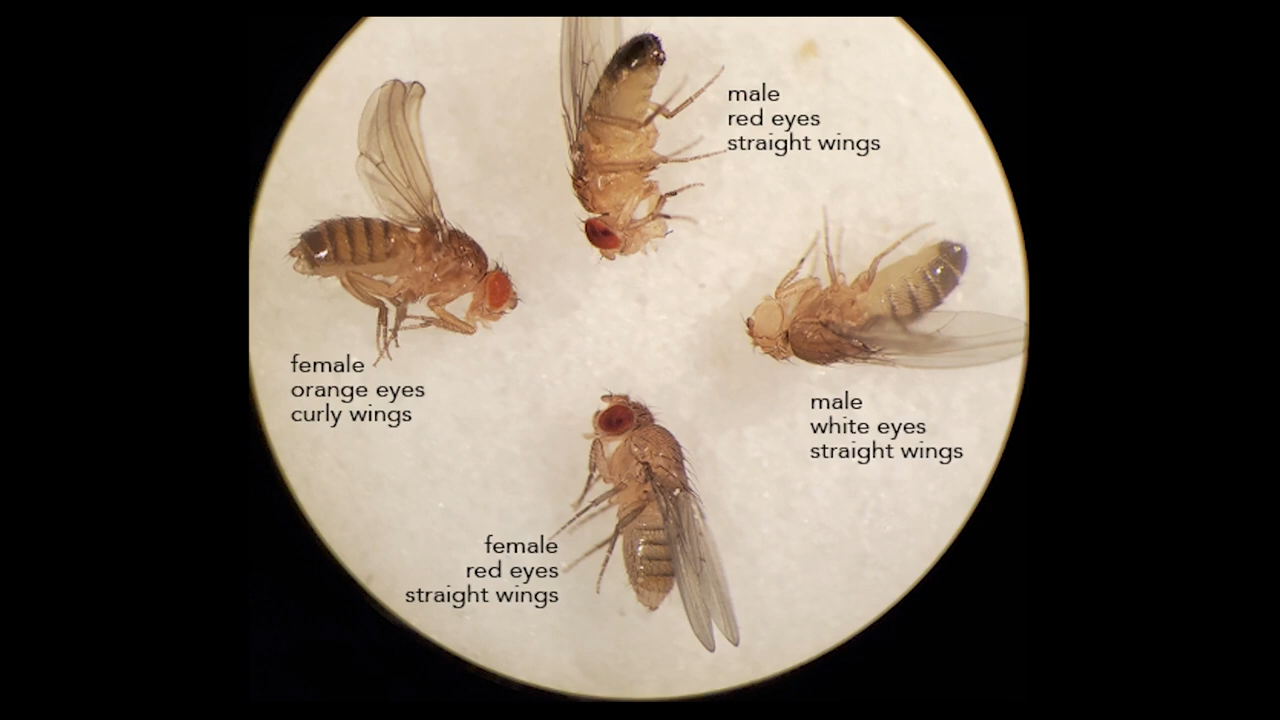 male
red eyes
straight wings
female
orange eyes
curly wings
male
white eyes
straight wings
female
red eyes
straight wings